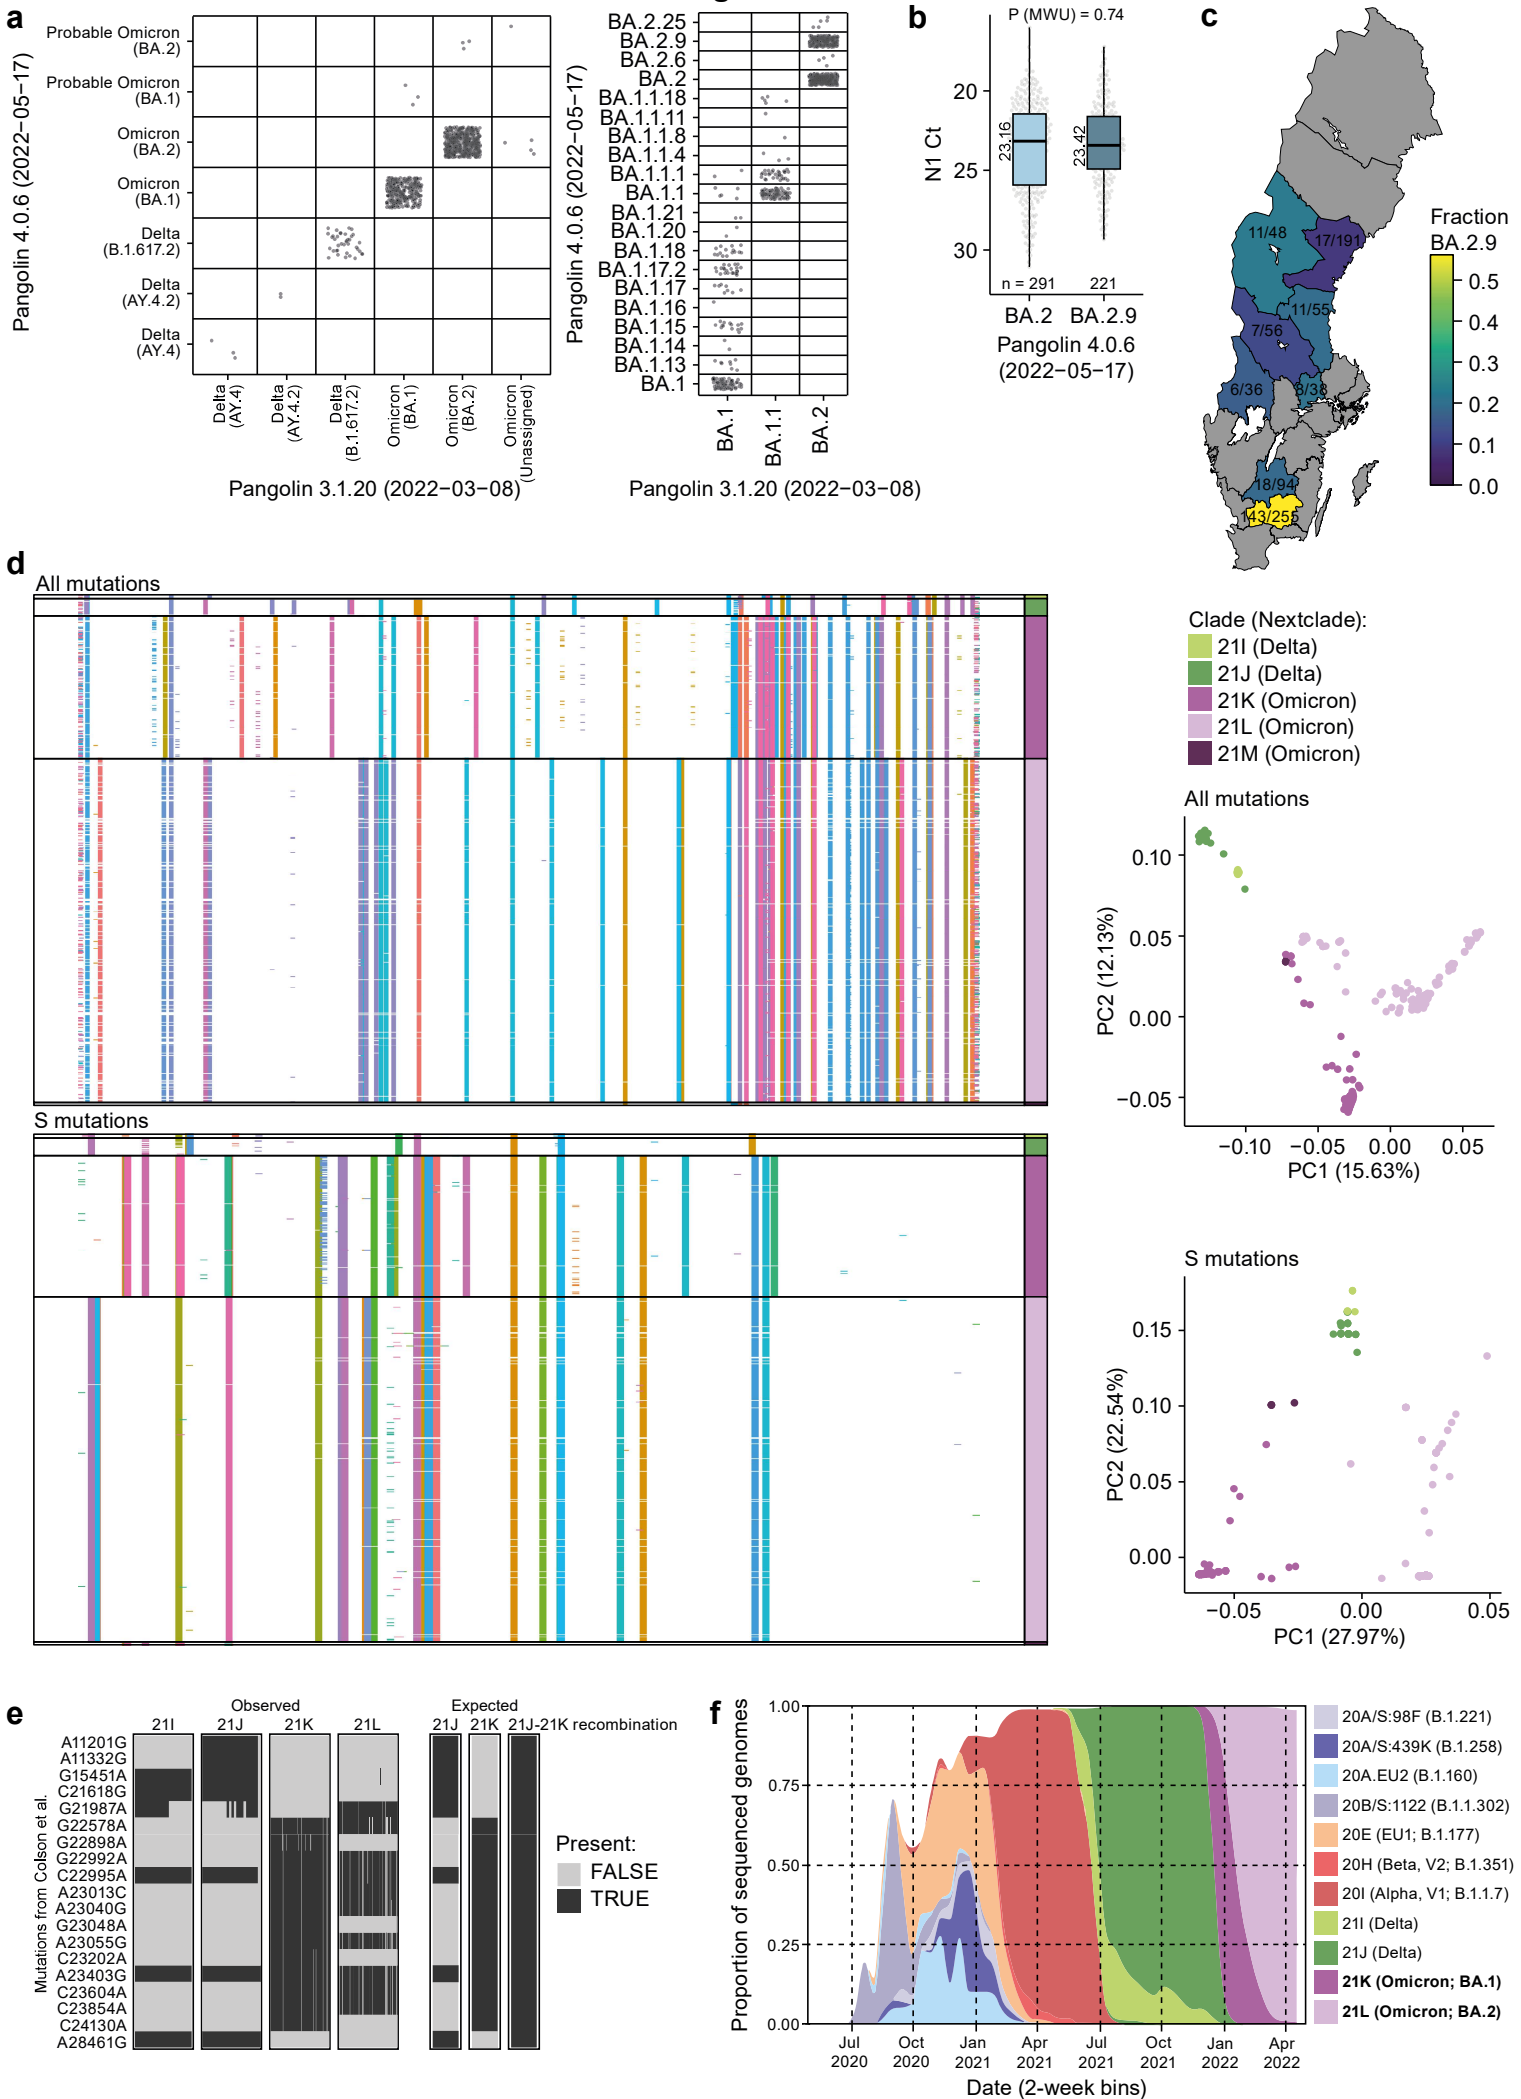 a
Pangolin 4.0.6 (2022−05−17)
Probable Omicron
(BA.2)
Probable Omicron
(BA.1)
Omicron
(BA.2)
Omicron
(BA.1)
Delta
(B.1.617.2)
Delta
(AY.4.2)
Delta
(AY.4)
Delta
(AY.4)
Delta
(AY.4.2)
Delta
(B.1.617.2)
Omicron
(BA.1)
Omicron
(BA.2)
Omicron
(Unassigned)
Pangolin 3.1.20 (2022−03−08)
Pangolin 4.0.6 (2022−05−17)
BA.2.25
BA.2.9
BA.2.6
BA.2
BA.1.1.18
BA.1.1.11
BA.1.1.8
BA.1.1.4
BA.1.1.1
BA.1.1
BA.1.21
BA.1.20
BA.1.18
BA.1.17.2
BA.1.17
BA.1.16
BA.1.15
BA.1.14
BA.1.13
BA.1
BA.1
BA.1.1
BA.2
Pangolin 3.1.20 (2022−03−08)
b
P (MWU) = 0.74
N1 Ct
20
25
30
23.16
23.42
n = 291
221
BA.2
BA.2.9
Pangolin 4.0.6
(2022−05−17)
c
11/48
17/191
11/55
7/56
6/36
8/38
18/94
143/255
Fraction
BA.2.9
0.5
0.4
0.3
0.2
0.1
0.0
d
All mutations
S mutations
Clade (Nextclade):
21I (Delta)
21J (Delta)
21K (Omicron)
21L (Omicron)
21M (Omicron)
All mutations
PC2 (12.13%)
0.10
0.05
0.00
−0.05
−0.10
−0.05
0.00
0.05
PC1 (15.63%)
S mutations
PC2 (22.54%)
0.15
0.10
0.05
0.00
−0.05
0.00
0.05
PC1 (27.97%)
e
Observed
Expected
21I
21J
21K
21L
21J
21K
21J-21K recombination
Mutations from Colson et al.
A11201G
A11332G
G15451A
C21618G
G21987A
G22578A
G22898A
G22992A
C22995A
A23013C
A23040G
G23048A
A23055G
C23202A
A23403G
C23604A
C23854A
C24130A
A28461G
Present:
FALSE
TRUE
f
Proportion of sequenced genomes
1.00
0.75
0.50
0.25
0.00
Jul
2020
Oct
2020
Jan
2021
Apr
2021
Jul
2021
Oct
2021
Jan
2022
Apr
2022
Date (2-week bins)
20A/S:98F (B.1.221)
20A/S:439K (B.1.258)
20A.EU2 (B.1.160)
20B/S:1122 (B.1.1.302)
20E (EU1; B.1.177)
20H (Beta, V2; B.1.351)
20I (Alpha, V1; B.1.1.7)
21I (Delta)
21J (Delta)
21K (Omicron; BA.1)
21L (Omicron; BA.2)